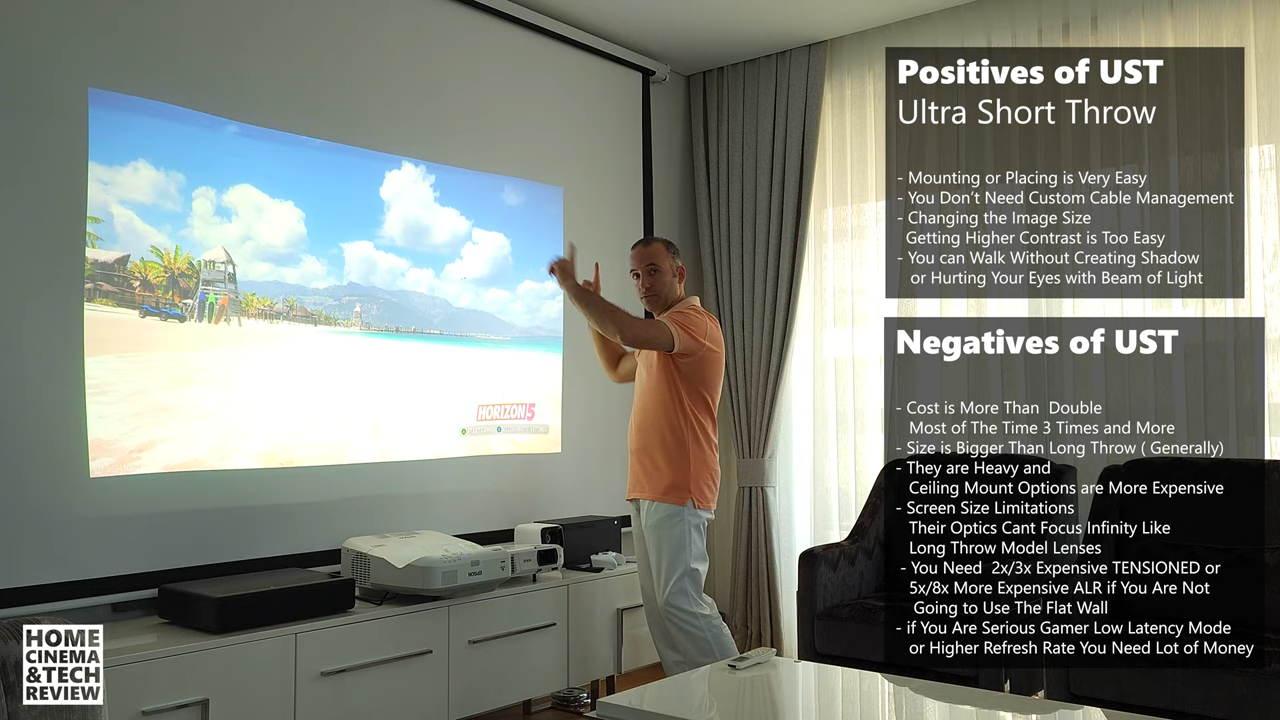 Positives of UST
Ultra Short Throw
- Mounting or Placing is Very Easy
- You Don't Need Custom Cable Management
- Changing the Image Size
Getting Higher Contrast is Too Easy
- You can Walk Without Creating Shadow
or Hurting Your Eyes with Beam of Light
Negatives of UST
- Cost is More Than Double
Most of The Time 3 Times and More
- Size is Bigger Than Long Throw ( Generally)
- They are Heavy and
Ceiling Mount Options are More Expensive
- Screen Size Limitations
Their Optics Cant Focus Infinity Like
Long Throw Model Lenses
- You Need 2x/3x Expensive TENSIONED or
5x/8x More Expensive ALR if You Are Not
Going to Use The Flat Wall
- if You Are Serious Gamer Low Latency Mode
or Higher Refresh Rate You Need Lot of Money
HORIZON 5
EPSON
EPSON
HOME
CINEMA
&TECH
REVIEW